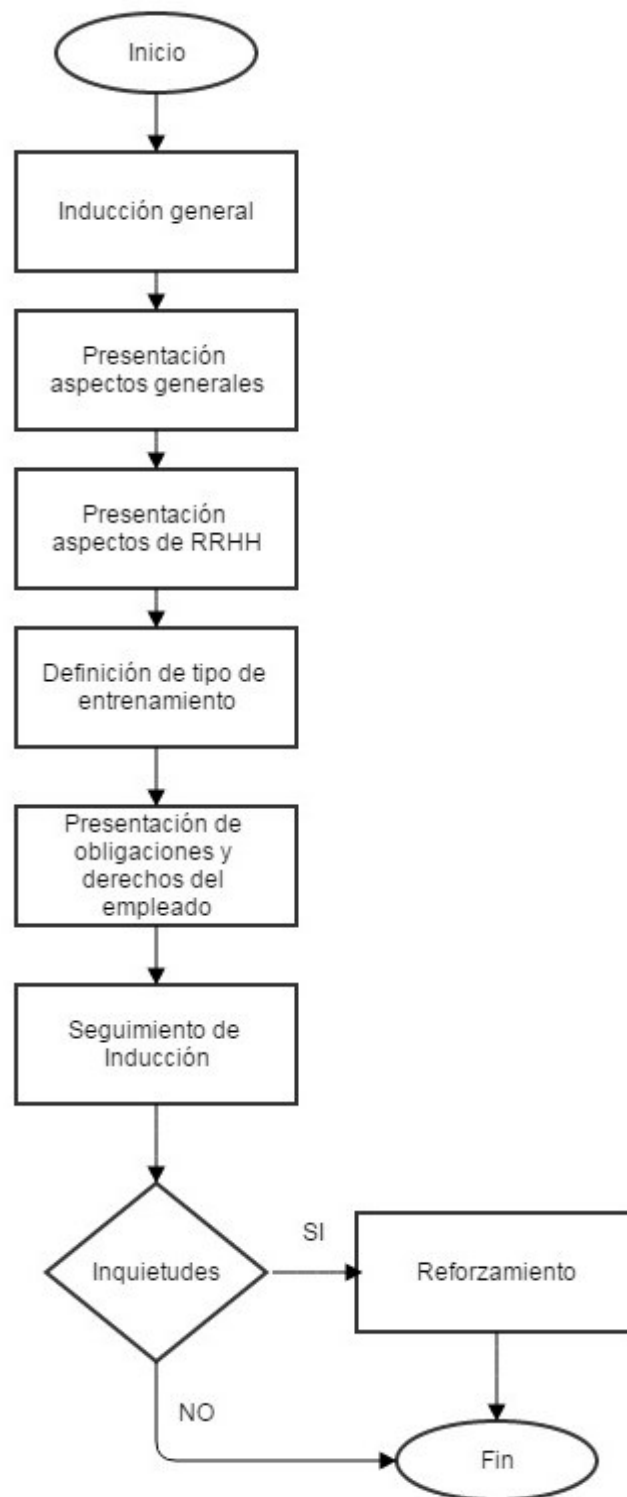 Inicio
Inducción general
Presentación
aspectos generales
Presentación
aspectos de RRHH
Definición de tipo de
entrenamiento
Presentación de
obligaciones y
derechos del
empleado
Seguimiento de
Inducción
Inquietudes
SI
Reforzamiento
NO
Fin